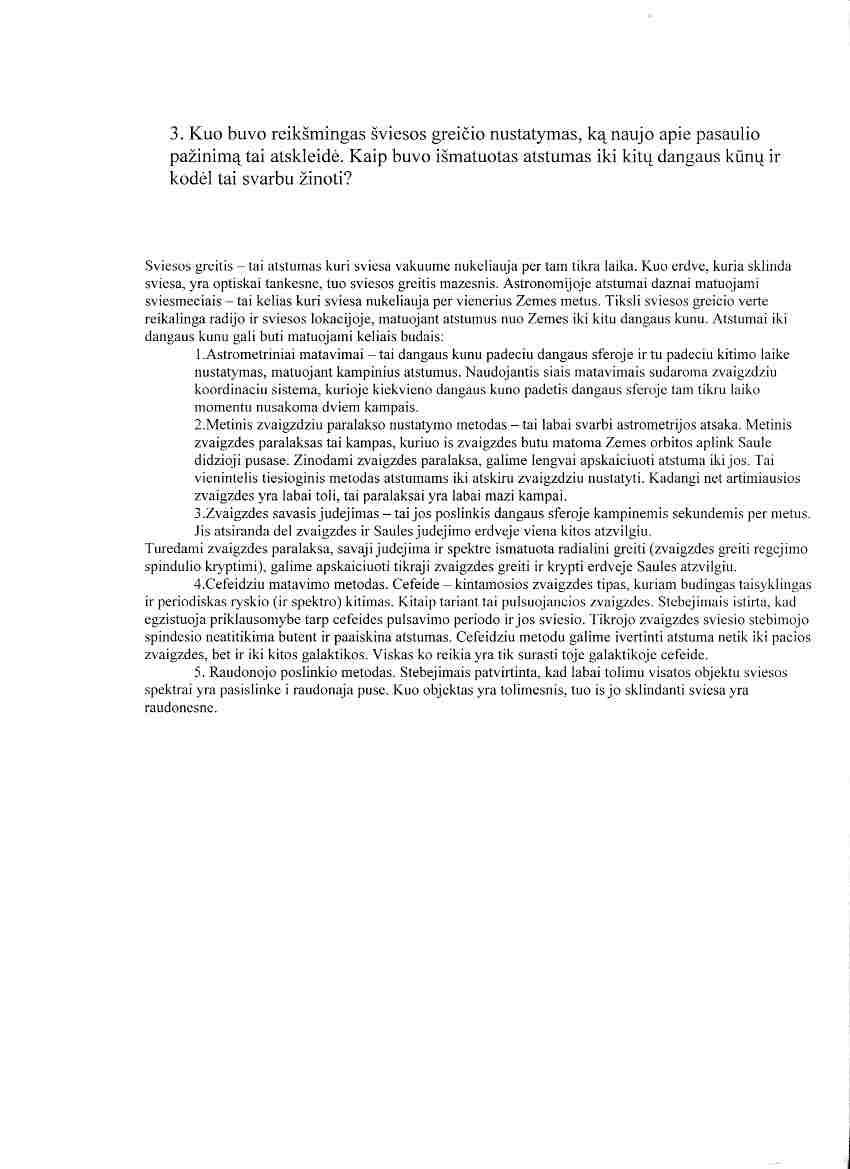 3. Kuo buvo reikšmingas šviesos greičio nustatymas, ką naujo apie pasaulio
pažinimą tai atskleidė. Kaip buvo išmatuotas atstumas iki kitų dangaus kūnų ir
kodėl tai svarbu žinoti?
Sviesos greitis – tai atstumas kuri sviesa vakuume nukeliauja per tam tikra laika. Kuo erdve, kuria sklinda
sviesa, yra optiskai tankesne, tuo sviesos greitis mazesnis. Astronomijoje atstumai daznai matuojami
sviesmeciais – tai kelias kuri sviesa nukeliauja per vienerius Zemes metus. Tiksli sviesos greicio verte
reikalinga radijo ir sviesos lokacijoje, matuojant atstumus nuo Zemes iki kitu dangaus kunu. Atstumai iki
dangaus kunu gali buti matuojami keliais budais:
1.Astrometriniai matavimai – tai dangaus kunu padeciu dangaus sferoje ir tu padeciu kitimo laike
nustatymas, matuojant kampinius atstumus. Naudojantis siais matavimais sudaroma zvaigzdziu
koordinaciu sistema, kurioje kiekvieno dangaus kuno padetis dangaus sferoje tam tikru laiko
momentu nusakoma dviem kampais.
2.Metinis zvaigzdziu paralakso nustatymo metodas – tai labai svarbi astrometrijos atsaka. Metinis
zvaigzdes paralaksas tai kampas, kuriuo is zvaigzdes butu matoma Zemes orbitos aplink Saule
didzioji pusase. Zinodami zvaigzdes paralaksa, galime lengvai apskaiciuoti atstuma iki jos. Tai
vienintelis tiesioginis metodas atstumams iki atskiru zvaigzdziu nustatyti. Kadangi net artimiausios
zvaigzdes yra labai toli, tai paralaksai yra labai mazi kampai.
3.Zvaigzdes savasis judejimas – tai jos poslinkis dangaus sferoje kampinemis sekundemis per metus.
Jis atsiranda del zvaigzdes ir Saules judejimo erdveje viena kitos atzvilgiu.
Turedami zvaigzdes paralaksa, savaji judejima ir spektre ismatuota radialini greiti (zvaigzdes greiti regejimo
spindulio kryptimi), galime apskaiciuoti tikraji zvaigzdes greiti ir krypti erdveje Saules atzvilgiu.
4.Cefeidziu matavimo metodas. Cefeide – kintamosios zvaigzdes tipas, kuriam budingas taisyklingas
ir periodiskas ryskio (ir spektro) kitimas. Kitaip tariant tai pulsuojancios zvaigzdes. Stebejimais istirta, kad
egzistuoja priklausomybe tarp cefeides pulsavimo periodo ir jos sviesio. Tikrojo zvaigzdes sviesio stebimojo
spindesio neatitikima butent ir paaiskina atstumas. Cefeidziu metodu galime ivertinti atstuma netik iki pacios
zvaigzdes, bet ir iki kitos galaktikos. Viskas ko reikia yra tik surasti toje galaktikoje cefeide.
5. Raudonojo poslinkio metodas. Stebejimais patvirtinta, kad labai tolimu visatos objektu sviesos
spektrai yra pasislinke i raudonaja puse. Kuo objektas yra tolimesnis, tuo is jo sklindanti sviesa yra
raudonesne.